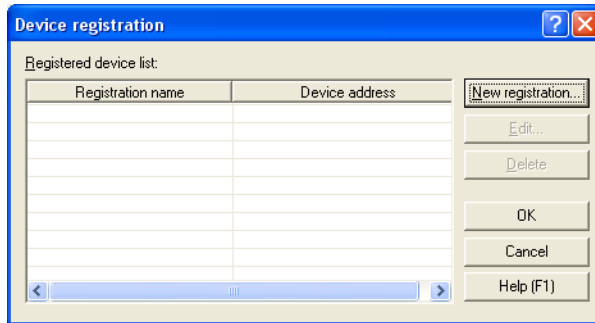 Device registration
Registered device list:
Registration name Device address
New registration...
Edit...
Delete
OK
Cancel
Help (F1)